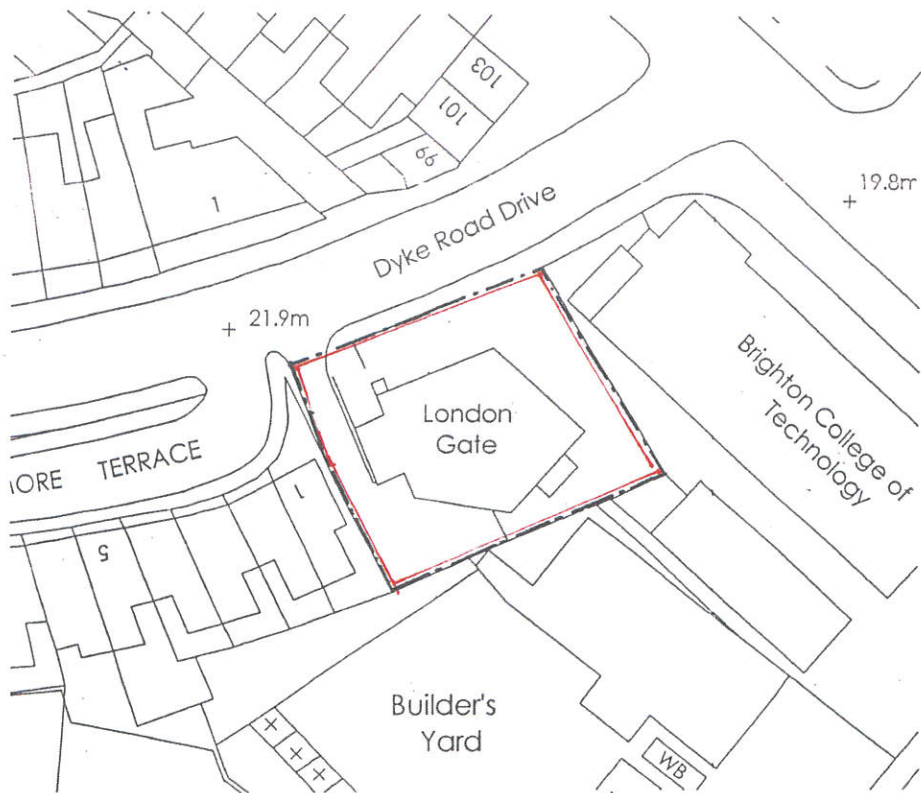 103
101
99
1
19.8m
Dyke Road Drive
21.9m
Brighton College of
Technology
London
Gate
MORE TERRACE
1
5
Builder's
Yard
WB